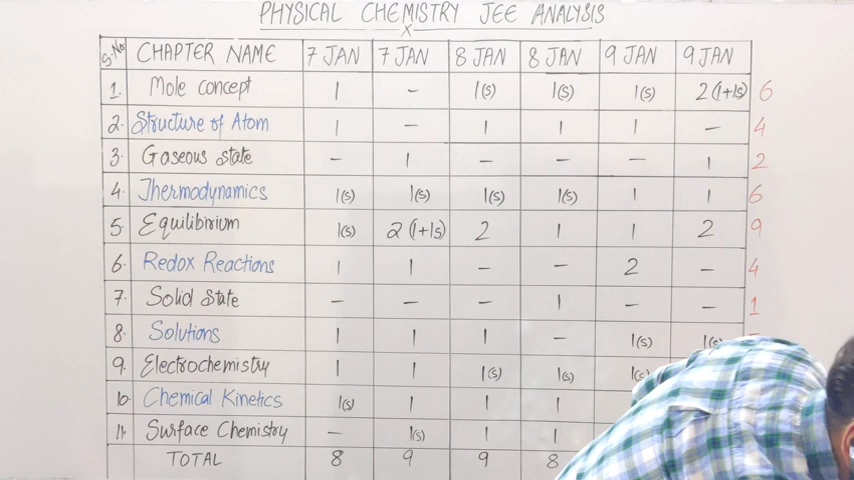 PHYSICAL CHEMISTRY JEE ANALYSIS
S.No CHAPTER NAME 7 JAN 7 JAN 8 JAN 8 JAN 9 JAN 9 JAN
1. Mole concept 1 - 1(s) 1(s) 1(s) 2(1+1s) 6
2. Structure of Atom 1 - 1 1 1 - 4
3. Gaseous state - 1 - - - 1 2
4. Thermodynamics 1(s) 1(s) 1(s) 1(s) 1 1 6
5. Equilibirium 1(s) 2(1+1s) 2 1 1 2 9
6. Redox Reactions 1 1 - - 2 - 4
7. Solid State - - - 1 - - 1
8. Solutions 1 1 1 - 1(s) 1(s)
9. Electrochemistry 1 1 1(s) 1(s) 1(s)
10. Chemical Kinetics 1(s) 1 1 1
11. Surface Chemistry - 1(s) 1 1
TOTAL 8 9 9 8